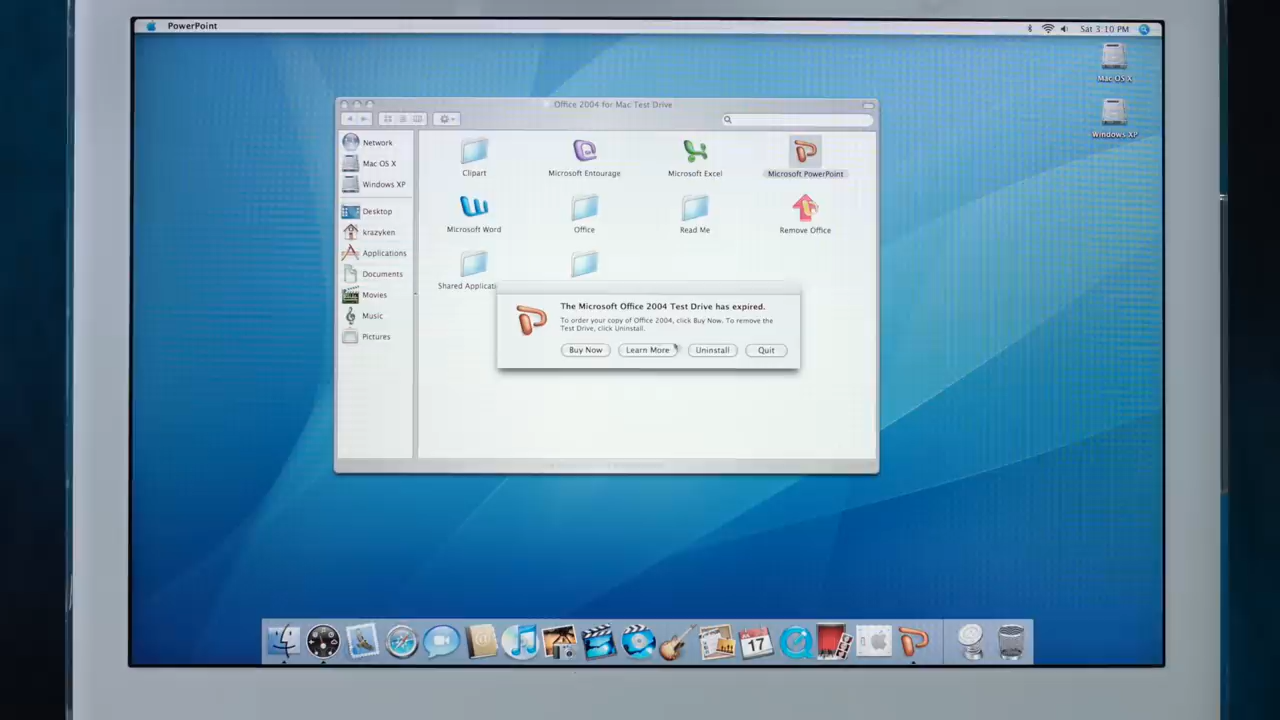 PowerPoint
Sat 3:10 PM
Mac OS X
Windows XP
Office 2004 for Mac Test Drive
Network
Mac OS X
Windows XP
Desktop
krazyken
Applications
Documents
Movies
Music
Pictures
Clipart
Microsoft Entourage
Microsoft Excel
Microsoft PowerPoint
Microsoft Word
Office
Read Me
Remove Office
Shared Applicati
The Microsoft Office 2004 Test Drive has expired.
To order your copy of Office 2004, click Buy Now. To remove the
Test Drive, click Uninstall.
Buy Now
Learn More
Uninstall
Quit
17